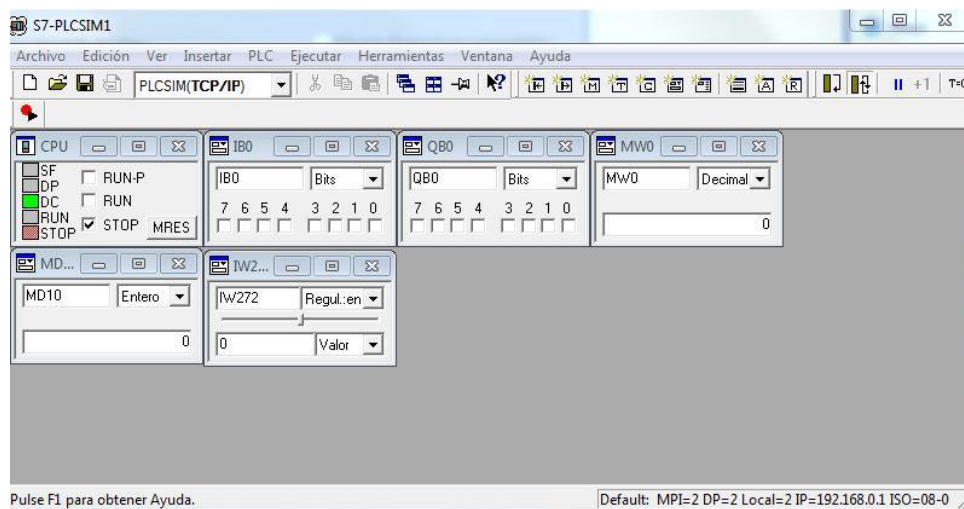 S7-PLCSIM1
Archivo Edición Ver Insertar PLC Ejecutar Herramientas Ventana Ayuda
PLCSIM(TCP/IP) +1 T=0
CPU
SF
DP
DC
RUN
STOP
RUN-P
RUN
STOP
MRES
IB0
IB0 Bits
7 6 5 4 3 2 1 0
QB0
QB0 Bits
7 6 5 4 3 2 1 0
MW0
MW0 Decimal
0
MD...
MD10 Entero
0
IW2...
IW272 Regul.:en
0 Valor
Pulse F1 para obtener Ayuda.
Default: MPI=2 DP=2 Local=2 IP=192.168.0.1 ISO=08-0